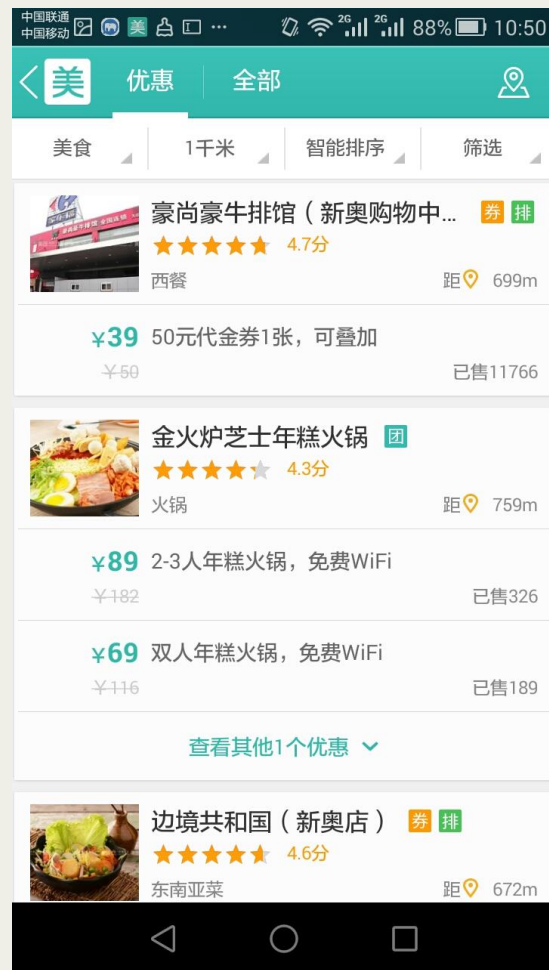 中国联通
中国移动 美 2G 2G 88% 10:50
美 优惠 全部
美食 1千米 智能排序 筛选
豪尚豪牛排馆（新奥购物中... 券 排
4.7分
西餐 距 699m
¥39 50元代金券1张，可叠加
¥50 已售11766
金火炉芝士年糕火锅 团
4.3分
火锅 距 759m
¥89 2-3人年糕火锅，免费WiFi
¥182 已售326
¥69 双人年糕火锅，免费WiFi
¥116 已售189
查看其他1个优惠
边境共和国（新奥店） 券 排
4.6分
东南亚菜 距 672m